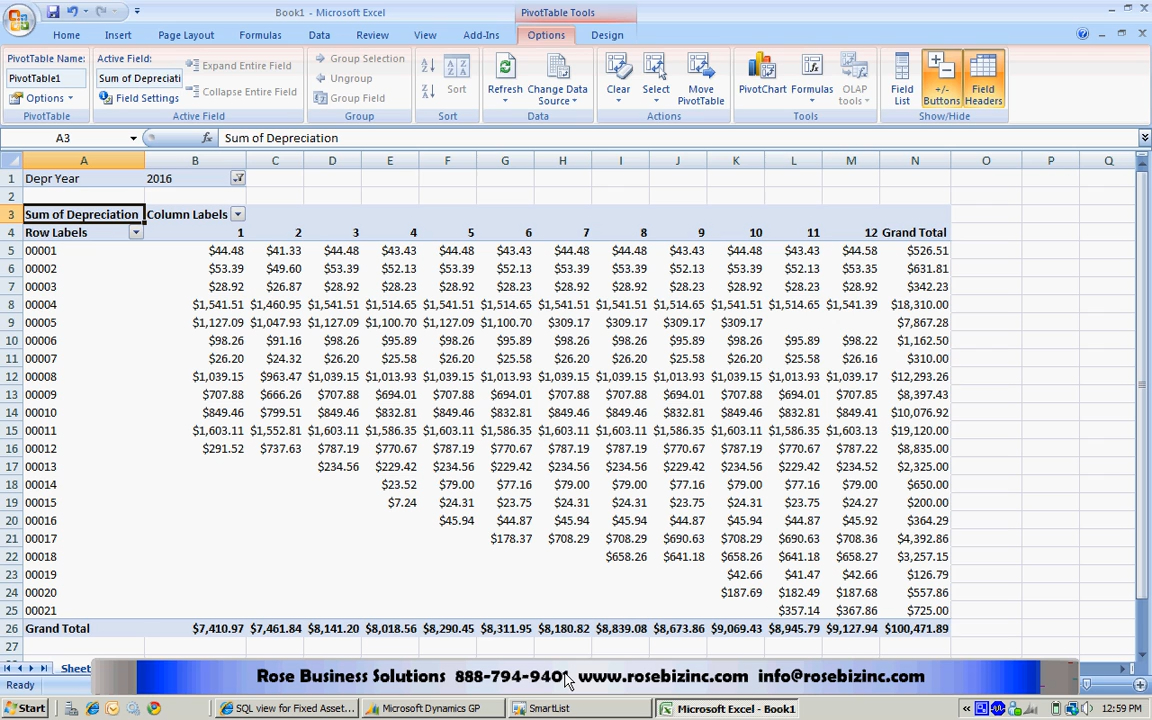 Book1 - Microsoft Excel PivotTable Tools
Home Insert Page Layout Formulas Data Review View Add-Ins Options Design
PivotTable Name: Active Field: Expand Entire Field Group Selection
PivotTable1 Sum of Depreciati Collapse Entire Field Ungroup Sort Refresh Change Data Source Clear Select Move PivotTable PivotChart Formulas OLAP tools Field List +/- Buttons Field Headers
Options Field Settings Group Field
PivotTable Active Field Group Sort Data Actions Tools Show/Hide
A3 fx Sum of Depreciation
A B C D E F G H I J K L M N O P Q
1 Depr Year 2016
2
3 Sum of Depreciation Column Labels
4 Row Labels 1 2 3 4 5 6 7 8 9 10 11 12 Grand Total
5 00001 $44.48 $41.33 $44.48 $43.43 $44.48 $43.43 $44.48 $44.48 $43.43 $44.48 $43.43 $44.58 $526.51
6 00002 $53.39 $49.60 $53.39 $52.13 $53.39 $52.13 $53.39 $53.39 $52.13 $53.39 $52.13 $53.35 $631.81
7 00003 $28.92 $26.87 $28.92 $28.23 $28.92 $28.23 $28.92 $28.92 $28.23 $28.92 $28.23 $28.92 $342.23
8 00004 $1,541.51 $1,460.95 $1,541.51 $1,514.65 $1,541.51 $1,514.65 $1,541.51 $1,541.51 $1,514.65 $1,541.51 $1,514.65 $1,541.39 $18,310.00
9 00005 $1,127.09 $1,047.93 $1,127.09 $1,100.70 $1,127.09 $1,100.70 $309.17 $309.17 $309.17 $309.17 $7,867.28
10 00006 $98.26 $91.16 $98.26 $95.89 $98.26 $95.89 $98.26 $98.26 $95.89 $98.26 $95.89 $98.22 $1,162.50
11 00007 $26.20 $24.32 $26.20 $25.58 $26.20 $25.58 $26.20 $26.20 $25.58 $26.20 $25.58 $26.16 $310.00
12 00008 $1,039.15 $963.47 $1,039.15 $1,013.93 $1,039.15 $1,013.93 $1,039.15 $1,039.15 $1,013.93 $1,039.15 $1,013.93 $1,039.17 $12,293.26
13 00009 $707.88 $666.26 $707.88 $694.01 $707.88 $694.01 $707.88 $707.88 $694.01 $707.88 $694.01 $707.85 $8,397.43
14 00010 $849.46 $799.51 $849.46 $832.81 $849.46 $832.81 $849.46 $849.46 $832.81 $849.46 $832.81 $849.41 $10,076.92
15 00011 $1,603.11 $1,552.81 $1,603.11 $1,586.35 $1,603.11 $1,586.35 $1,603.11 $1,603.11 $1,586.35 $1,603.11 $1,586.35 $1,603.13 $19,120.00
16 00012 $291.52 $737.63 $787.19 $770.67 $787.19 $770.67 $787.19 $787.19 $770.67 $787.19 $770.67 $787.22 $8,835.00
17 00013 $234.56 $229.42 $234.56 $229.42 $234.56 $234.56 $229.42 $234.56 $229.42 $234.52 $2,325.00
18 00014 $23.52 $79.00 $77.16 $79.00 $79.00 $77.16 $79.00 $77.16 $79.00 $650.00
19 00015 $7.24 $24.31 $23.75 $24.31 $24.31 $23.75 $24.31 $23.75 $24.27 $200.00
20 00016 $45.94 $44.87 $45.94 $45.94 $44.87 $45.94 $44.87 $45.92 $364.29
21 00017 $178.37 $708.29 $708.29 $690.63 $708.29 $690.63 $708.36 $4,392.86
22 00018 $658.26 $641.18 $658.26 $641.18 $658.27 $3,257.15
23 00019 $42.66 $41.47 $42.66 $126.79
24 00020 $187.69 $182.49 $187.68 $557.86
25 00021 $357.14 $367.86 $725.00
26 Grand Total $7,410.97 $7,461.84 $8,141.20 $8,018.56 $8,290.45 $8,311.95 $8,180.82 $8,839.08 $8,673.86 $9,069.43 $8,945.79 $9,127.94 $100,471.89
27
Sheet
Rose Business Solutions 888-794-9401 www.rosebizinc.com info@rosebizinc.com
Ready
Start SQL view for Fixed Asset... Microsoft Dynamics GP SmartList Microsoft Excel - Book1 12:59 PM